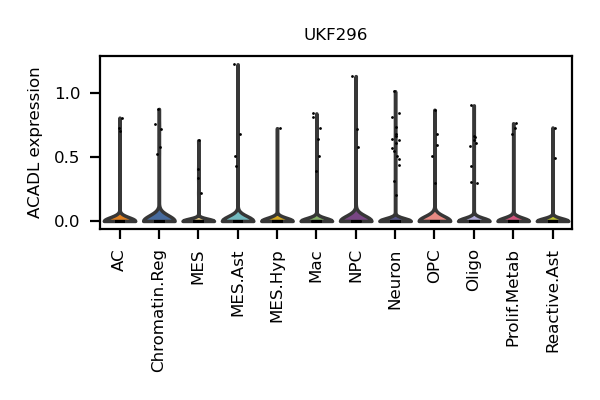 UKF296
ACADL expression
1.0
0.5
0.0
AC
Chromatin.Reg
MES
MES.Ast
MES.Hyp
Mac
NPC
Neuron
OPC
Oligo
Prolif.Metab
Reactive.Ast